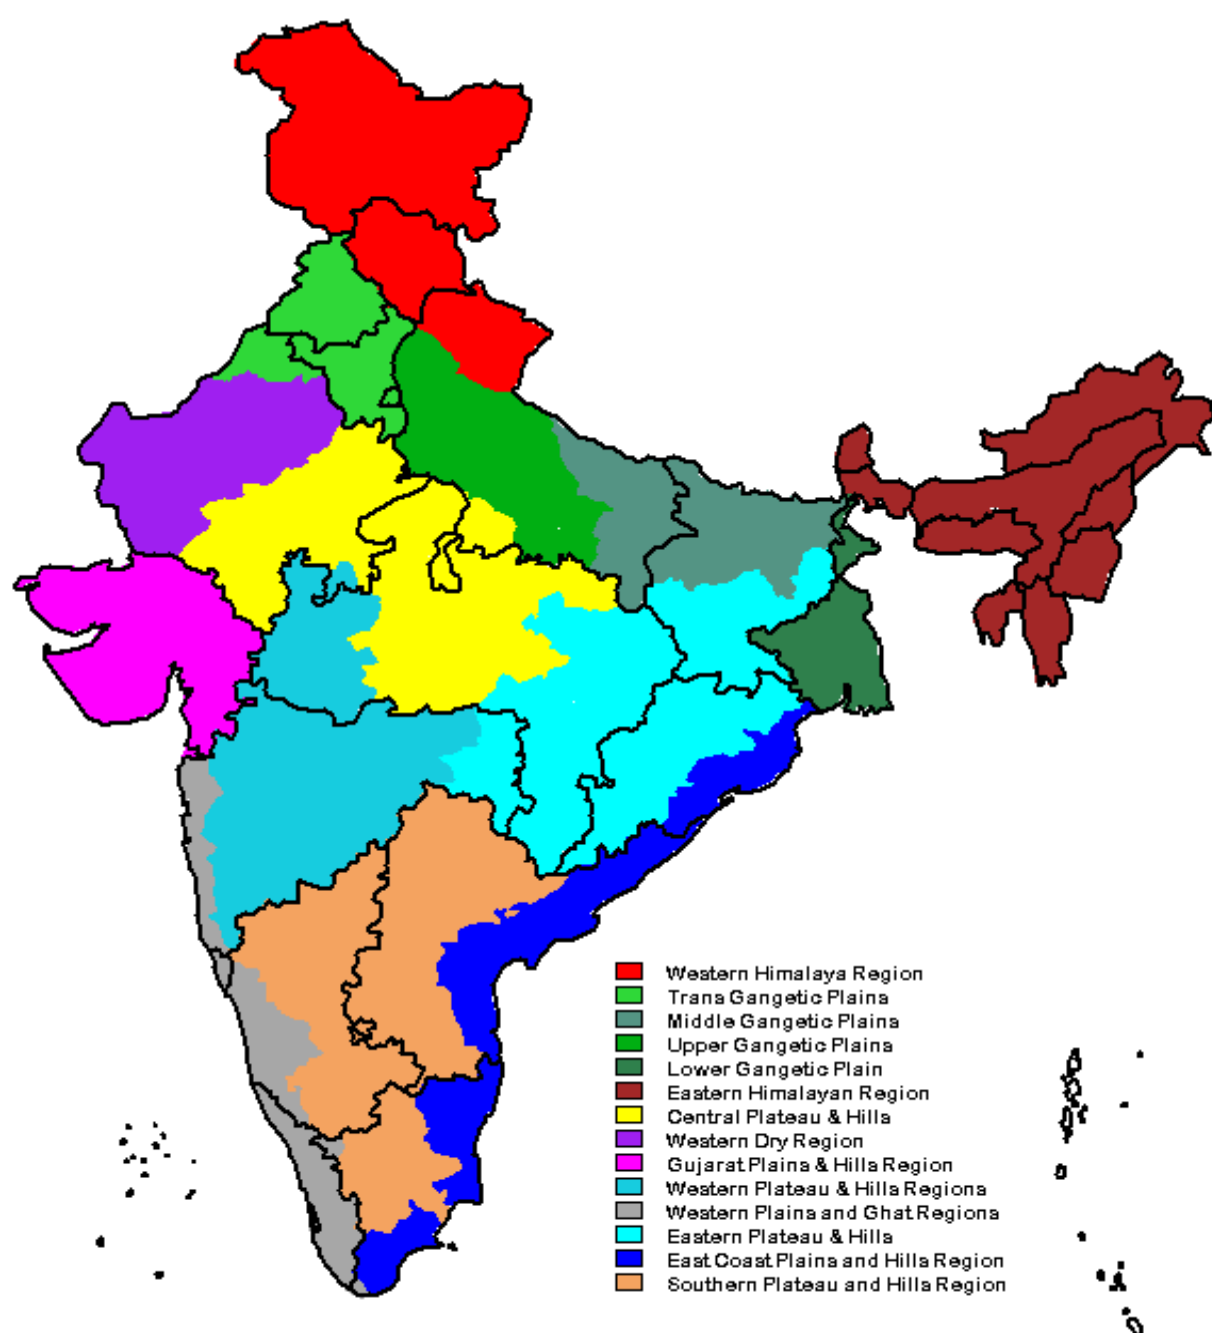 Western Himalaya Region
Trans Gangetic Plains
Middle Gangetic Plains
Upper Gangetic Plains
Lower Gangetic Plain
Eastern Himalayan Region
Central Plateau & Hills
Western Dry Region
Gujarat Plains & Hills Region
Western Plateau & Hills Regions
Western Plains and Ghat Regions
Eastern Plateau & Hills
East Coast Plains and Hills Region
Southern Plateau and Hills Region